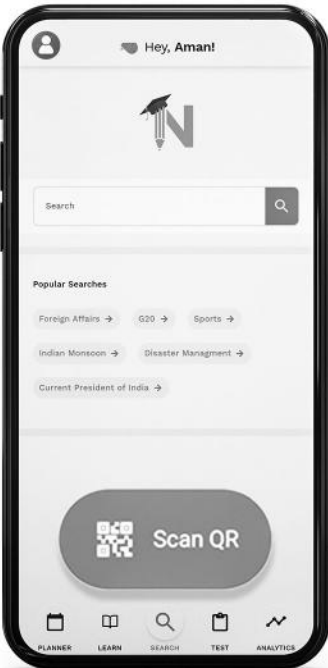 Hey, Aman!
N
Search
Popular Searches
Foreign Affairs → G20 → Sports →
Indian Monsoon → Disaster Managment →
Current President of India →
Scan QR
PLANNER LEARN SEARCH TEST ANALYTICS